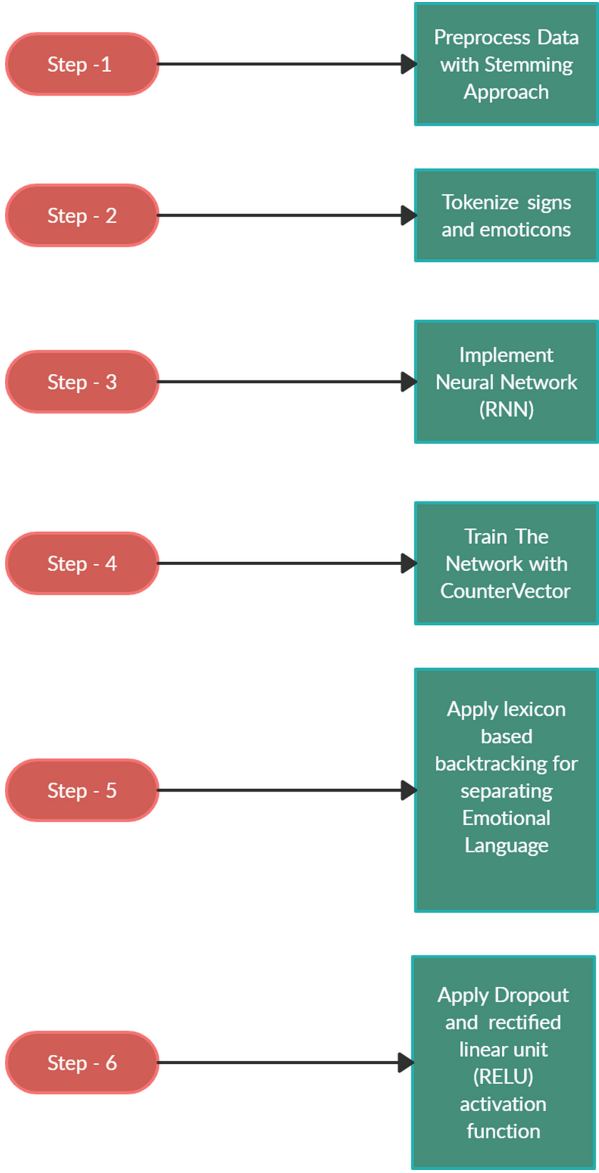 Step -1
Preprocess Data
with Stemming
Approach
Step - 2
Tokenize signs
and emoticons
Step - 3
Implement
Neural Network
(RNN)
Step - 4
Train The
Network with
CounterVector
Step - 5
Apply lexicon
based
backtracking for
separating
Emotional
Language
Step - 6
Apply Dropout
and rectified
linear unit
(RELU)
activation
function